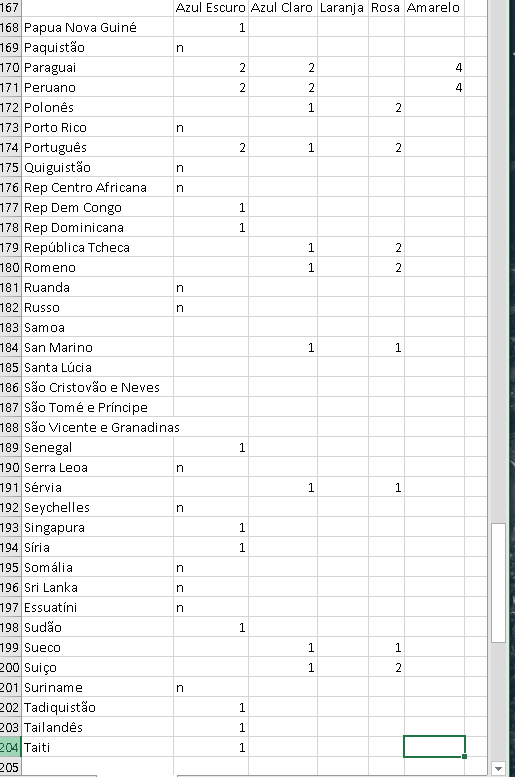 167 Azul Escuro Azul Claro Laranja Rosa Amarelo
168 Papua Nova Guiné 1
169 Paquistão n
170 Paraguai 2 2 4
171 Peruano 2 2 4
172 Polonês 1 2
173 Porto Rico n
174 Português 2 1 2
175 Quiguistão n
176 Rep Centro Africana n
177 Rep Dem Congo 1
178 Rep Dominicana 1
179 República Tcheca 1 2
180 Romeno 1 2
181 Ruanda n
182 Russo n
183 Samoa
184 San Marino 1 1
185 Santa Lúcia
186 São Cristovão e Neves
187 São Tomé e Príncipe
188 São Vicente e Granadinas
189 Senegal 1
190 Serra Leoa n
191 Sérvia 1 1
192 Seychelles n
193 Singapura 1
194 Síria 1
195 Somália n
196 Sri Lanka n
197 Essuatíni n
198 Sudão 1
199 Sueco 1 1
200 Suiço 1 2
201 Suriname n
202 Tadiquistão 1
203 Tailandês 1
204 Taiti 1
205